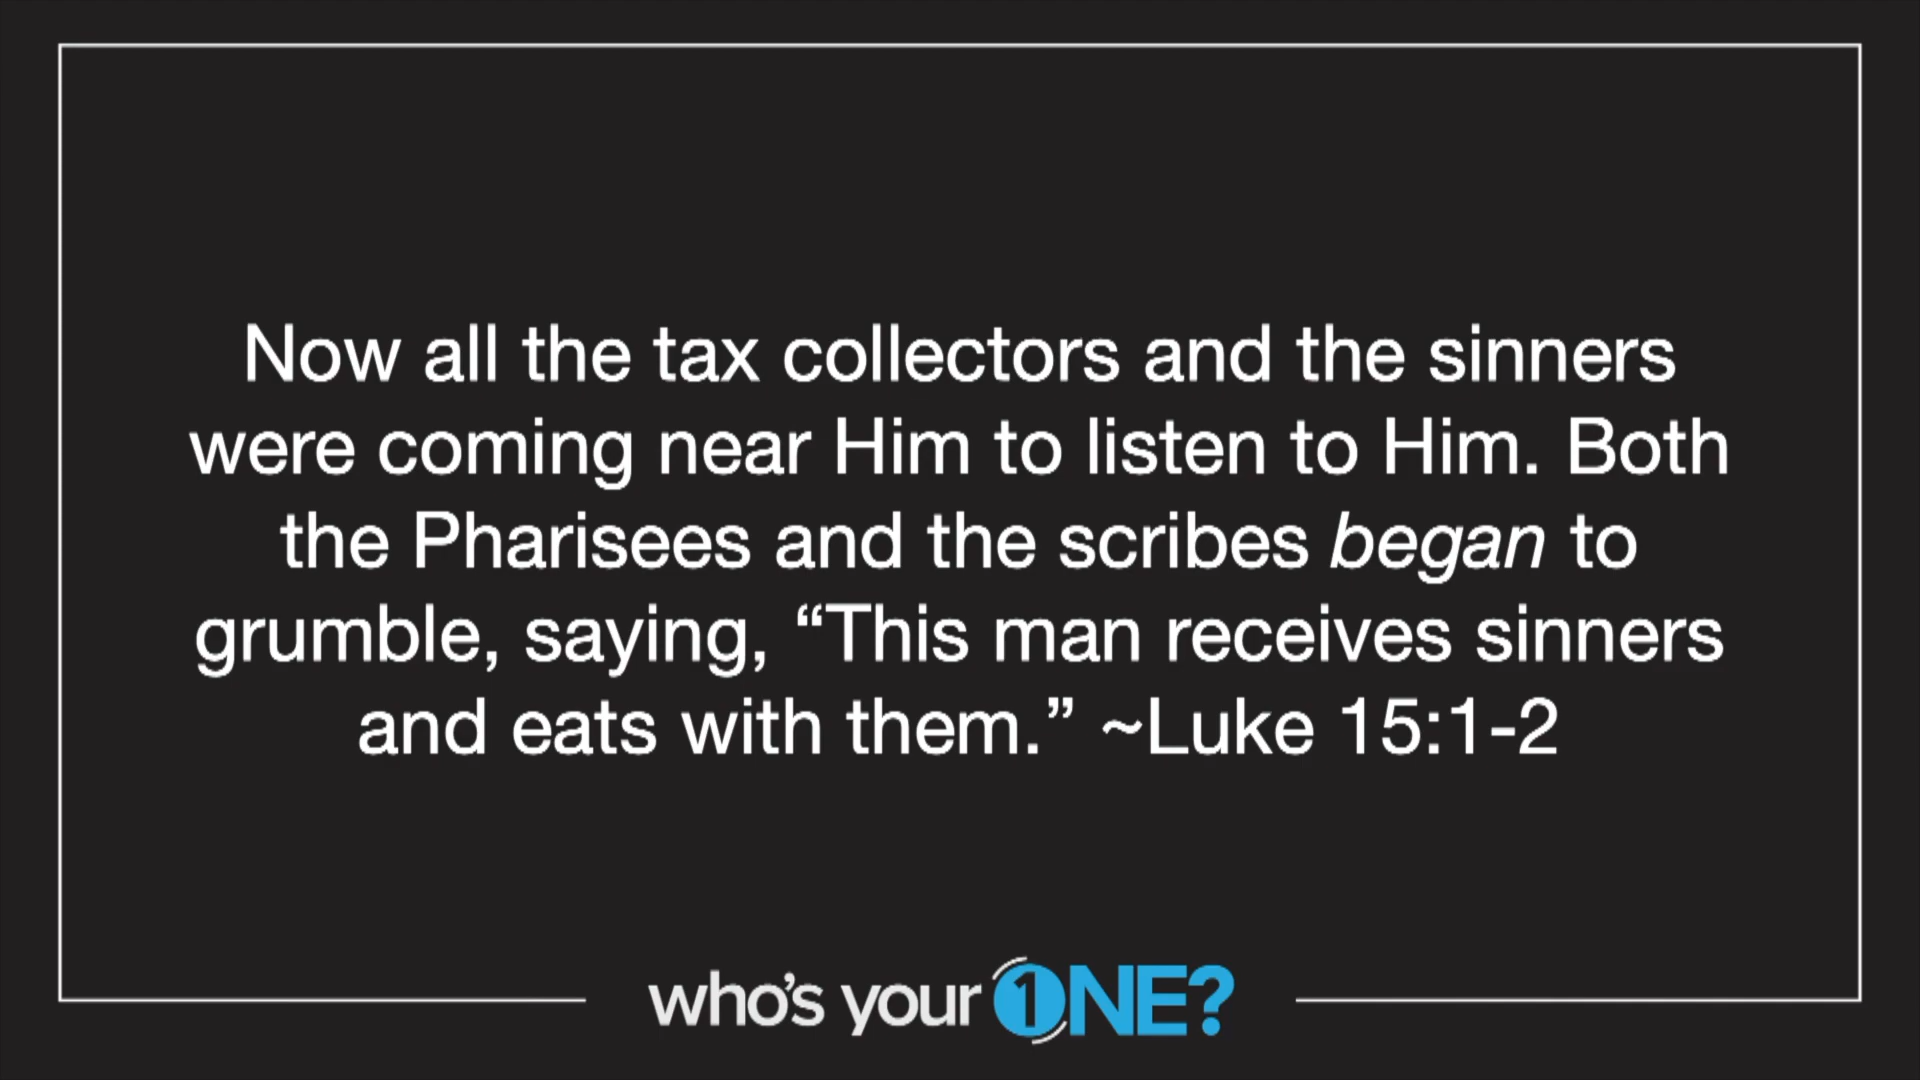 Now all the tax collectors and the sinners
were coming near Him to listen to Him. Both
the Pharisees and the scribes began to
grumble, saying, “This man receives sinners
and eats with them.” ~Luke 15:1-2
who's your 1NE?